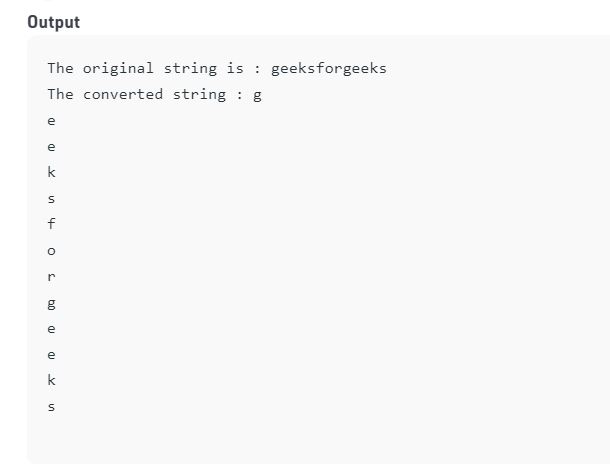 Output
The original string is : geeksforgeeks
The converted string : g
e
e
k
s
f
o
r
g
e
e
k
s